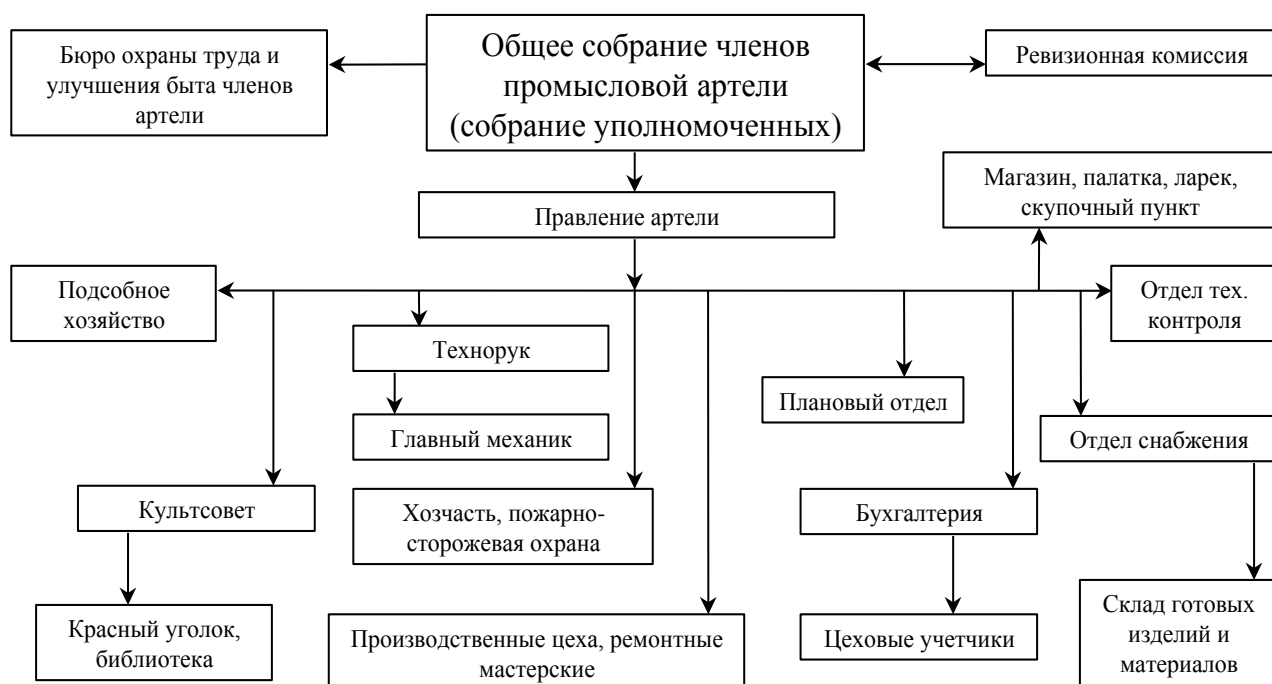 Бюро охраны труда и
улучшения быта членов
артели
Общее собрание членов
промысловой артели
(собрание уполномоченных)
Ревизионная комиссия
Магазин, палатка, ларек,
скупочный пункт
Правление артели
Подсобное
хозяйство
Отдел тех.
контроля
Технорук
Плановый отдел
Главный механик
Отдел снабжения
Культсовет
Хозчасть, пожарно-
сторожевая охрана
Бухгалтерия
Красный уголок,
библиотека
Производственные цеха, ремонтные
мастерские
Цеховые учетчики
Склад готовых
изделий и
материалов